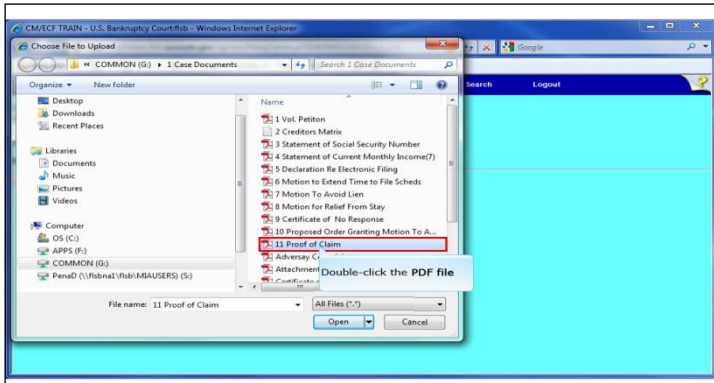 CM/ECF TRAIN - U.S. Bankruptcy Court:flsb - Windows Internet Explorer
Choose File to Upload
Google
« COMMON (G:) ▸ 1 Case Documents
Search 1 Case Documents
Organize
New folder
Search
Logout
?
Desktop
Downloads
Recent Places
Libraries
Documents
Music
Pictures
Videos
Computer
OS (C:)
APPS (F:)
COMMON (G:)
PenaD (\\flsbna1\flsb\MIAUSERS) (S:)
Name
1 Vol. Petiton
2 Creditors Matrix
3 Statement of Social Security Number
4 Statement of Current Monthly Income(7)
5 Declaration Re Electronic Filing
6 Motion to Extend Time to File Scheds
7 Motion To Avoid Lien
8 Motion for Relief From Stay
9 Certificate of No Response
10 Proposed Order Granting Motion To A...
11 Proof of Claim
Adversay
Attachment
Certificate
Double-click the PDF file
File name:
11 Proof of Claim
All Files (*.*)
Open
Cancel